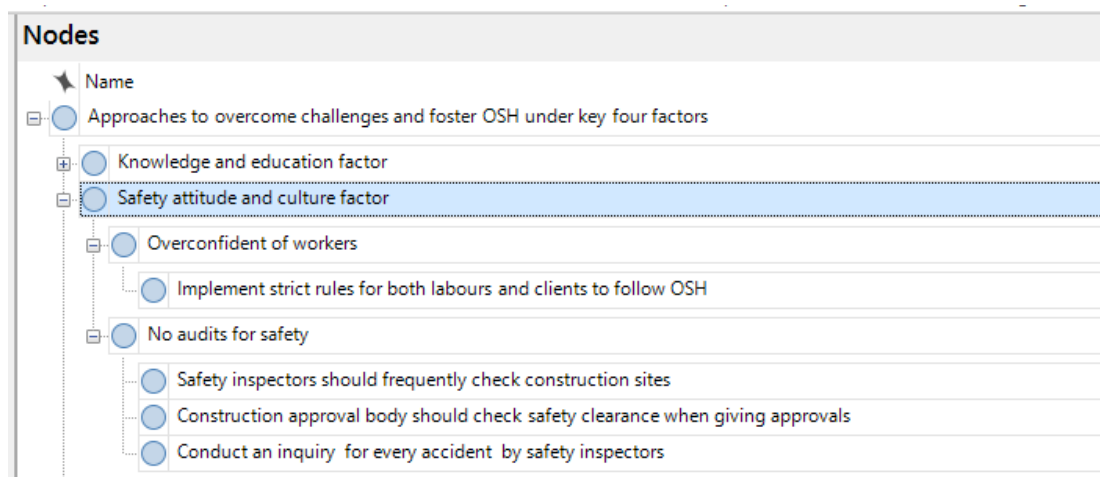 Nodes
Name
Approaches to overcome challenges and foster OSH under key four factors
Knowledge and education factor
Safety attitude and culture factor
Overconfident of workers
Implement strict rules for both labours and clients to follow OSH
No audits for safety
Safety inspectors should frequently check construction sites
Construction approval body should check safety clearance when giving approvals
Conduct an inquiry  for every accident  by safety inspectors